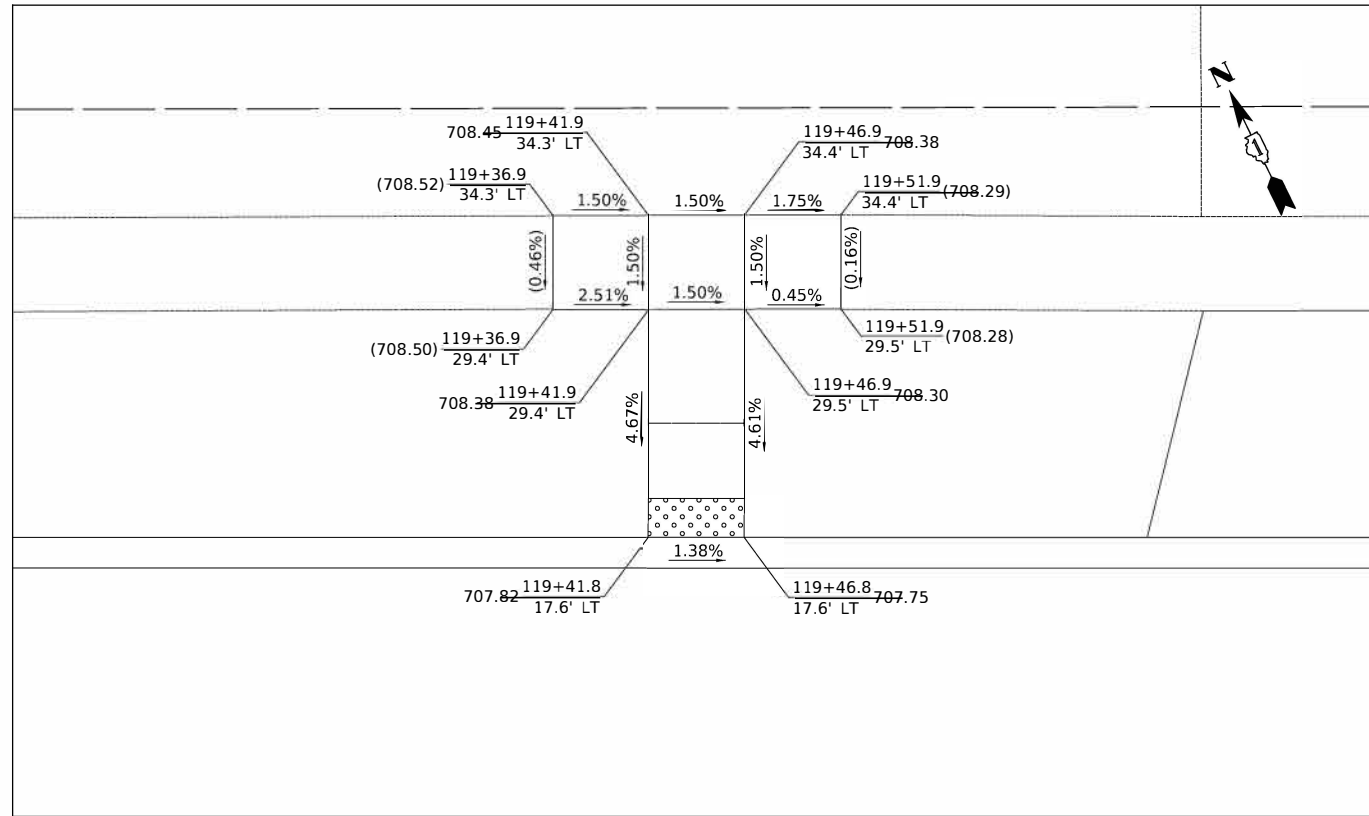 N
1
708.45 119+41.9
34.3' LT
119+46.9 708.38
34.4' LT
(708.52) 119+36.9
34.3' LT
119+51.9 (708.29)
34.4' LT
1.50% 1.50% 1.75%
(0.46%) 1.50% 1.50% (0.16%)
2.51% 1.50% 0.45%
(708.50) 119+36.9
29.4' LT
119+51.9 (708.28)
29.5' LT
708.38 119+41.9
29.4' LT
119+46.9 708.30
29.5' LT
4.67% 4.61%
1.38%
707.82 119+41.8
17.6' LT
119+46.8 707.75
17.6' LT